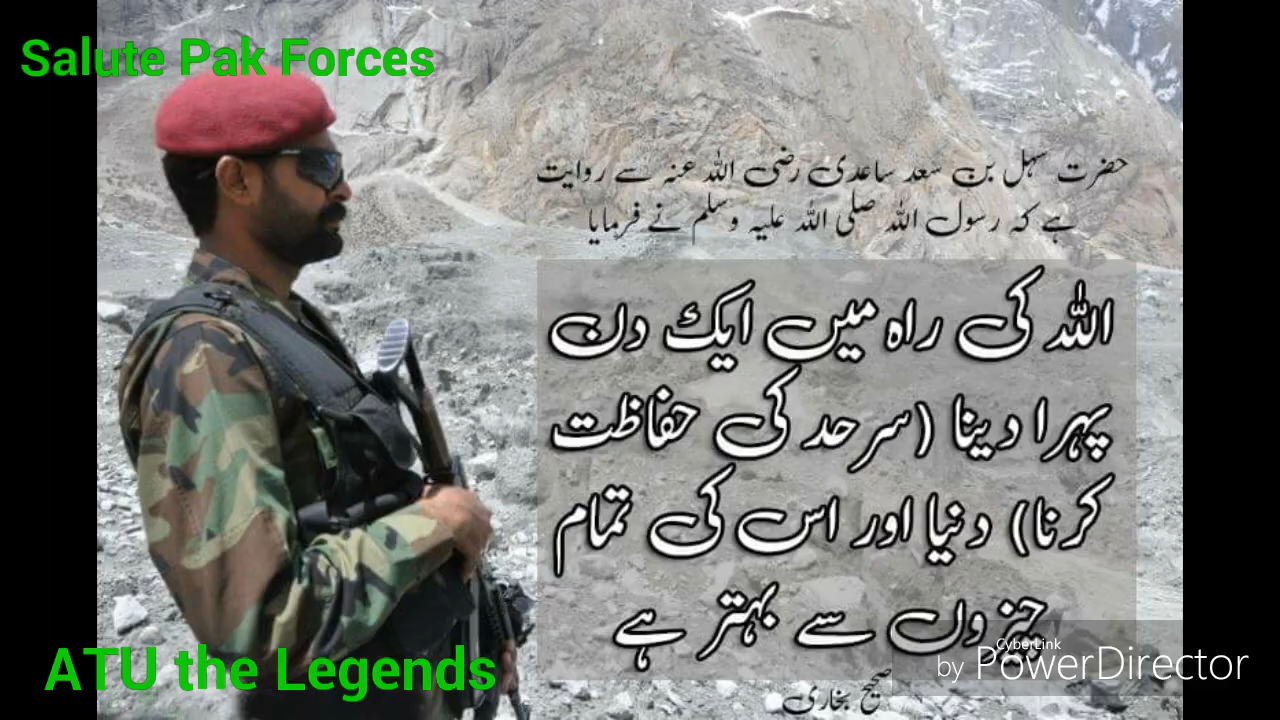 Salute Pak Forces
حضرت سہل بن سعد ساعدی رضی اللہ عنہ سے روایت
ہے کہ رسول اللہ صلی اللہ علیہ وسلم نے فرمایا
اللہ کی راہ میں ایک دن
پہرا دینا (سرحد کی حفاظت
کرنا) دنیا اور اس کی تمام
چیزوں سے بہتر ہے
صحیح بخاری
ATU the Legends
CyberLink
by PowerDirector